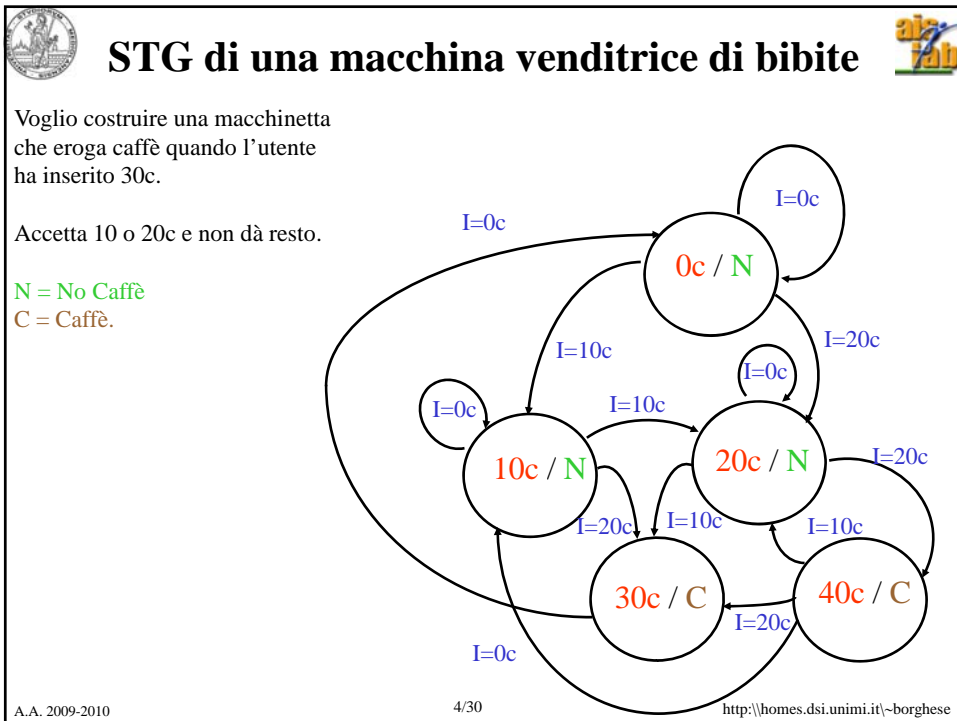 STG di una macchina venditrice di bibite
ais
lab
Voglio costruire una macchinetta
che eroga caffè quando l'utente
ha inserito 30c.
Accetta 10 o 20c e non dà resto.
N = No Caffè
C = Caffè.
I=0c
I=0c
0c / N
I=10c
I=20c
I=0c
I=0c
I=10c
10c / N
20c / N
I=20c
I=20c
I=10c
I=10c
30c / C
40c / C
I=20c
I=0c
A.A. 2009-2010
4/30
http:\\homes.dsi.unimi.it\~borghese